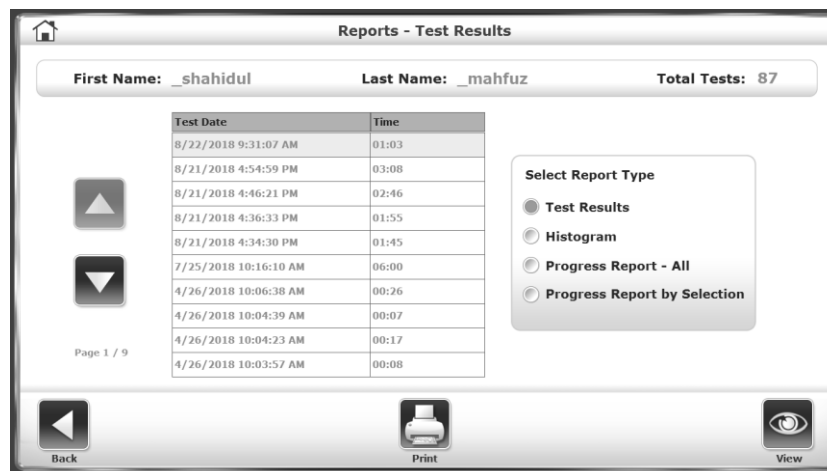 Reports - Test Results
First Name: _shahidul Last Name: _mahfuz Total Tests: 87
Test Date Time
8/22/2018 9:31:07 AM 01:03
8/21/2018 4:54:59 PM 03:08
8/21/2018 4:46:21 PM 02:46
8/21/2018 4:36:33 PM 01:55
8/21/2018 4:34:30 PM 01:45
7/25/2018 10:16:10 AM 06:00
4/26/2018 10:06:38 AM 00:26
4/26/2018 10:04:39 AM 00:07
4/26/2018 10:04:23 AM 00:17
4/26/2018 10:03:57 AM 00:08
Page 1 / 9
Select Report Type
Test Results
Histogram
Progress Report - All
Progress Report by Selection
Back Print View